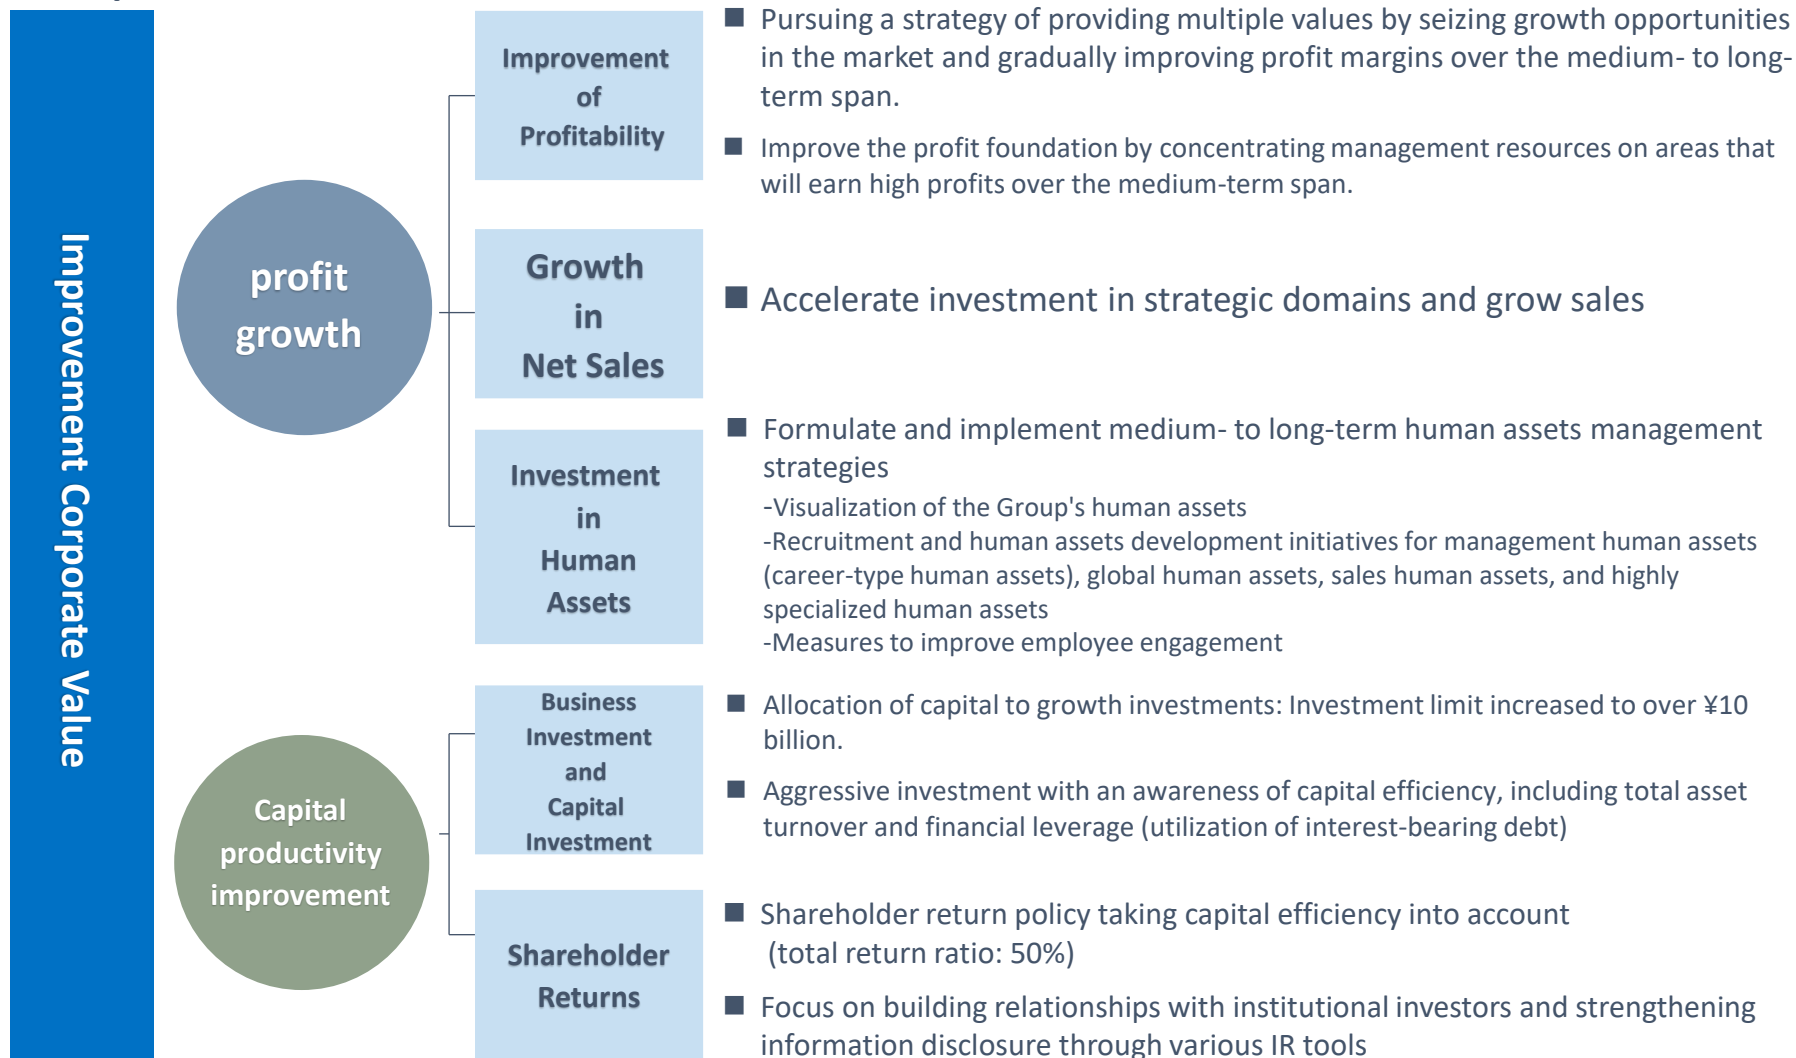 Improvement Corporate Value
profit
growth
Improvement
of
Profitability
■ Pursuing a strategy of providing multiple values by seizing growth opportunities
in the market and gradually improving profit margins over the medium- to long-
term span.
■ Improve the profit foundation by concentrating management resources on areas that
will earn high profits over the medium-term span.
Growth
in
Net Sales
■ Accelerate investment in strategic domains and grow sales
Investment
in
Human
Assets
■ Formulate and implement medium- to long-term human assets management
strategies
-Visualization of the Group's human assets
-Recruitment and human assets development initiatives for management human assets
(career-type human assets), global human assets, sales human assets, and highly
specialized human assets
-Measures to improve employee engagement
Capital
productivity
improvement
Business
Investment
and
Capital
Investment
■ Allocation of capital to growth investments: Investment limit increased to over ¥10
billion.
■ Aggressive investment with an awareness of capital efficiency, including total asset
turnover and financial leverage (utilization of interest-bearing debt)
Shareholder
Returns
■ Shareholder return policy taking capital efficiency into account
(total return ratio: 50%)
■ Focus on building relationships with institutional investors and strengthening
information disclosure through various IR tools